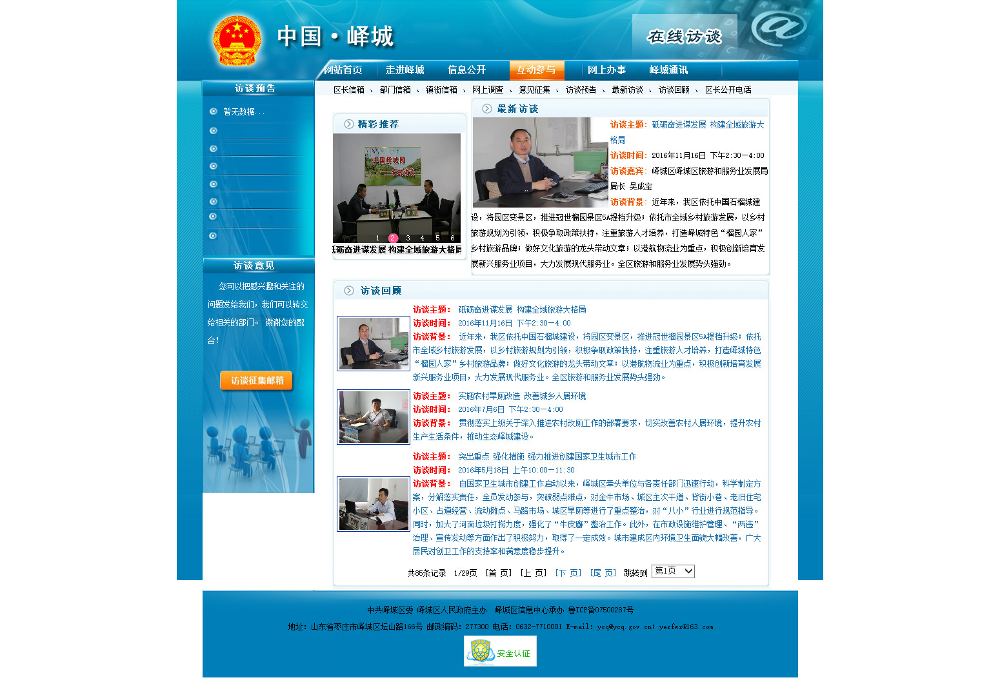 中国·峄城
在线访谈
网站首页 走进峄城 信息公开 互动参与 网上办事 峄城通讯
区长信箱 、 部门信箱 、 镇街信箱 、 网上调查 、 意见征集 、 访谈预告 、 最新访谈 、 访谈回顾 、 区长公开电话
访谈预告
暂无数据...
访谈意见
您可以把感兴趣和关注的
问题发给我们，我们可以转交
给相关的部门。 谢谢您的配
合！
访谈征集邮箱
精彩推荐
中国峄城网
——在线访谈
1 2 3 4 5 6
砥砺奋进谋发展 构建全域旅游大格局
最新访谈
访谈主题：砥砺奋进谋发展 构建全域旅游大
格局
访谈时间：2016年11月16日 下午2:30—4:00
访谈嘉宾：峄城区峄城区旅游和服务业发展局
局长 吴成宝
访谈背景：近年来，我区依托中国石榴城建
设，将园区变景区，推进冠世榴园景区5A提档升级；依托市全域乡村旅游发展，以乡村
旅游规划为引领，积极争取政策扶持，注重旅游人才培养，打造峄城特色“榴园人家”
乡村旅游品牌；做好文化旅游的龙头带动文章；以港航物流业为重点，积极创新培育发
展新兴服务业项目，大力发展现代服务业。全区旅游和服务业发展势头强劲。
访谈回顾
访谈主题： 砥砺奋进谋发展 构建全域旅游大格局
访谈时间： 2016年11月16日 下午2:30—4:00
访谈背景： 近年来，我区依托中国石榴城建设，将园区变景区，推进冠世榴园景区5A提档升级；依托
市全域乡村旅游发展，以乡村旅游规划为引领，积极争取政策扶持，注重旅游人才培养，打造峄城特色
“榴园人家”乡村旅游品牌；做好文化旅游的龙头带动文章；以港航物流业为重点，积极创新培育发展
新兴服务业项目，大力发展现代服务业。全区旅游和服务业发展势头强劲。
访谈主题： 实施农村旱厕改造 改善城乡人居环境
访谈时间： 2016年7月6日 下午2:30—4:00
访谈背景： 贯彻落实上级关于深入推进农村改厕工作的部署要求，切实改善农村人居环境，提升农村
生产生活条件，推动生态峄城建设。
访谈主题： 突出重点 强化措施 强力推进创建国家卫生城市工作
访谈时间： 2016年5月18日 上午10:00—11:30
访谈背景： 自国家卫生城市创建工作启动以来，峄城区牵头单位与各责任部门迅速行动，科学制定方
案，分解落实责任，全员发动参与，突破弱点难点，对金牛市场、城区主次干道、背街小巷、老旧住宅
小区、占道经营、流动摊点、马路市场、城区旱厕等进行了重点整治，对“八小”行业进行规范指导。
同时，加大了河面垃圾打捞力度，强化了“牛皮癣”整治工作。此外，在市政设施维护管理、“两违”
治理、宣传发动等方面作出了积极努力，取得了一定成效。城市建成区内环境卫生面貌大幅改善，广大
居民对创卫工作的支持率和满意度稳步提升。
共85条记录 1/29页 [首 页] [上 页] [下 页] [尾 页] 跳转到 第1页
中共峄城区委 峄城区人民政府主办 峄城区信息中心承办 鲁ICP备07500287号
地址：山东省枣庄市峄城区坛山路166号 邮政编码：277300 电话：0632-7710001 E-mail：ycq@ycq.gov.cn；yczfwz@163.com
安全认证